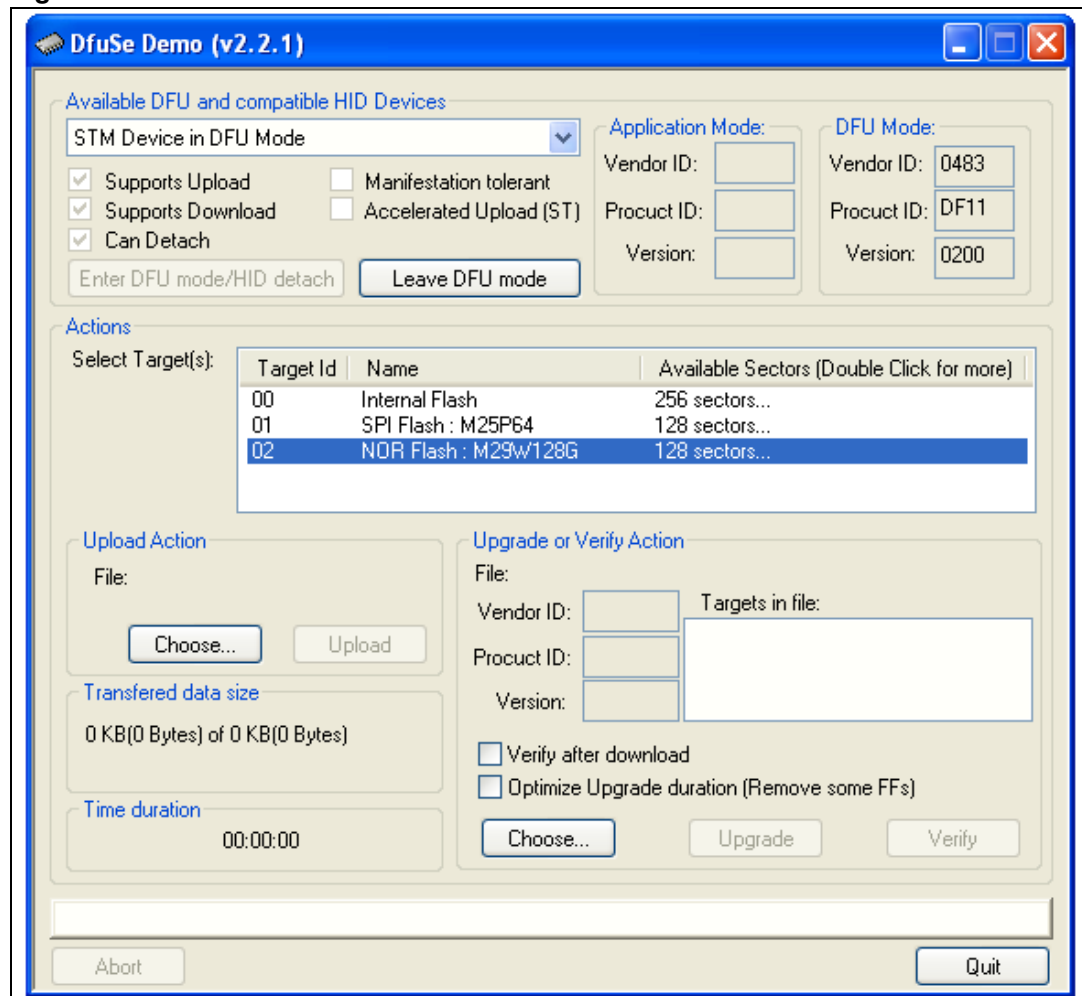 DfuSe Demo (v2.2.1)
Available DFU and compatible HID Devices
STM Device in DFU Mode
Supports Upload
Manifestation tolerant
Supports Download
Accelerated Upload (ST)
Can Detach
Enter DFU mode/HID detach
Leave DFU mode
Application Mode:
Vendor ID:
Procuct ID:
Version:
DFU Mode:
Vendor ID: 0483
Procuct ID: DF11
Version: 0200
Actions
Select Target(s):
Target Id Name Available Sectors (Double Click for more)
00 Internal Flash 256 sectors...
01 SPI Flash : M25P64 128 sectors...
02 NOR Flash : M29W128G 128 sectors...
Upload Action
File:
Choose... Upload
Transfered data size
0 KB(0 Bytes) of 0 KB(0 Bytes)
Time duration
00:00:00
Upgrade or Verify Action
File:
Vendor ID:
Procuct ID:
Version:
Targets in file:
Verify after download
Optimize Upgrade duration (Remove some FFs)
Choose... Upgrade Verify
Abort Quit